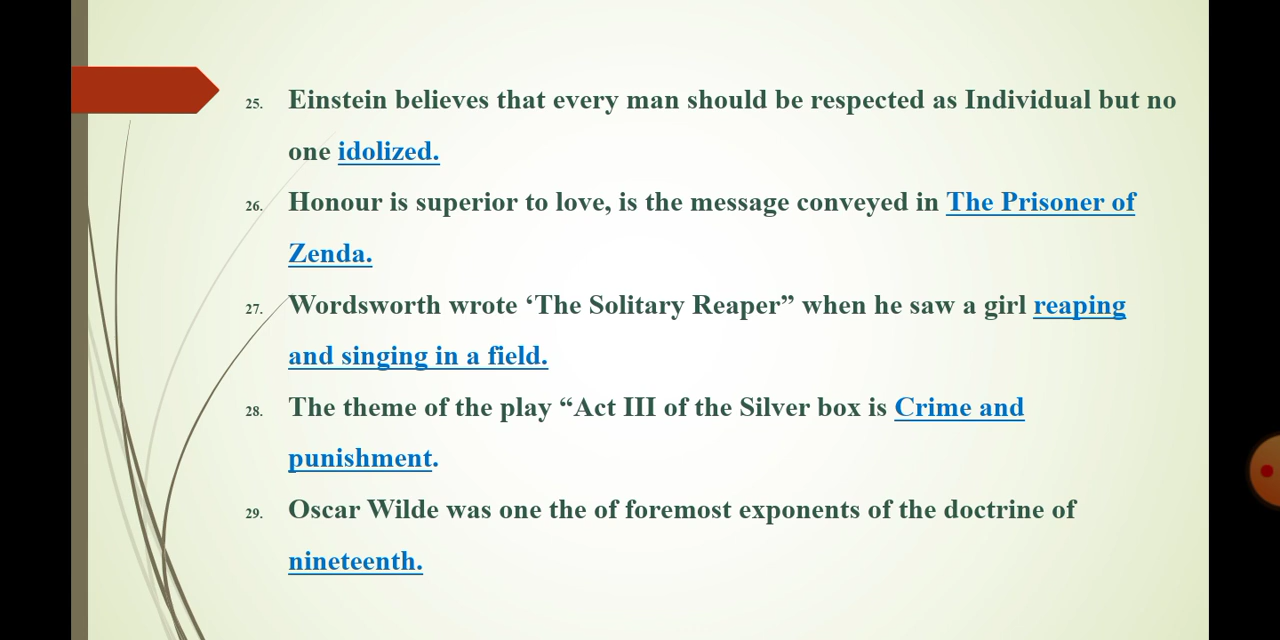 25. Einstein believes that every man should be respected as Individual but no
one idolized.
26. Honour is superior to love, is the message conveyed in The Prisoner of
Zenda.
27. Wordsworth wrote ‘The Solitary Reaper” when he saw a girl reaping
and singing in a field.
28. The theme of the play “Act III of the Silver box is Crime and
punishment.
29. Oscar Wilde was one the of foremost exponents of the doctrine of
nineteenth.